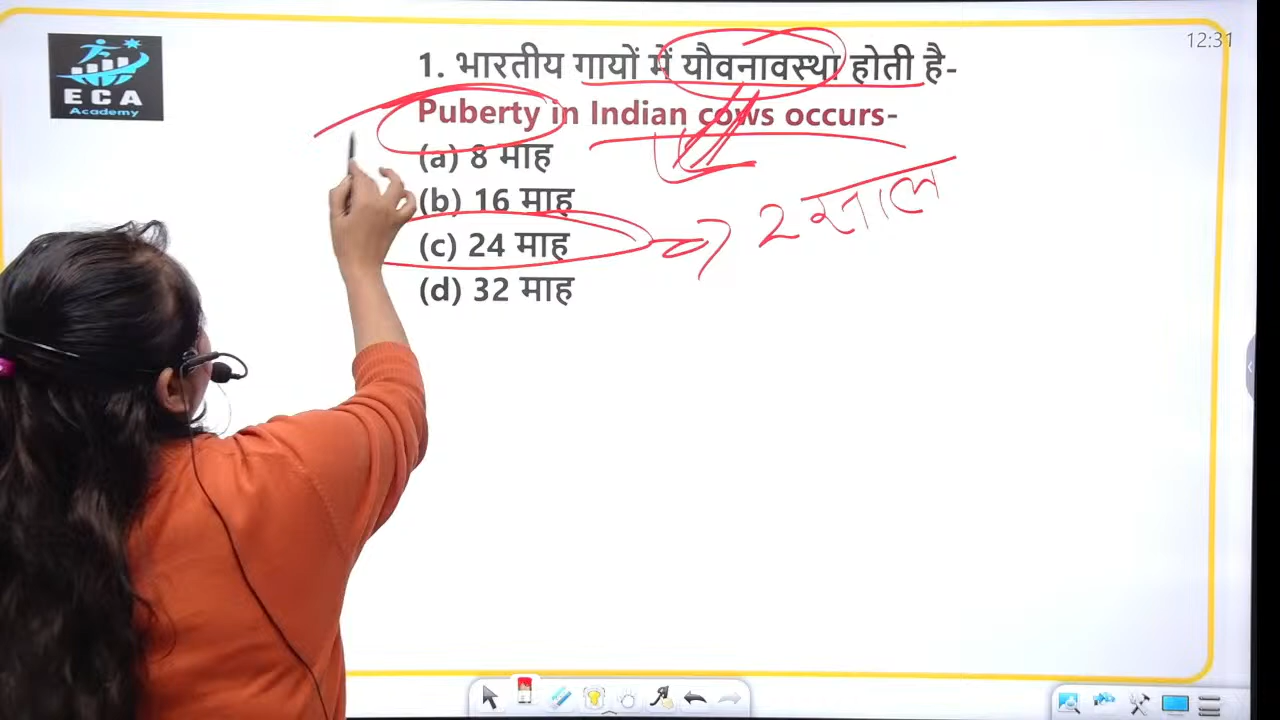 12:31
ECA
Academy
1. भारतीय गायों में यौवनावस्था होती है-
Puberty in Indian cows occurs-
(a) 8 माह
(b) 16 माह
(c) 24 माह
(d) 32 माह
2 साल